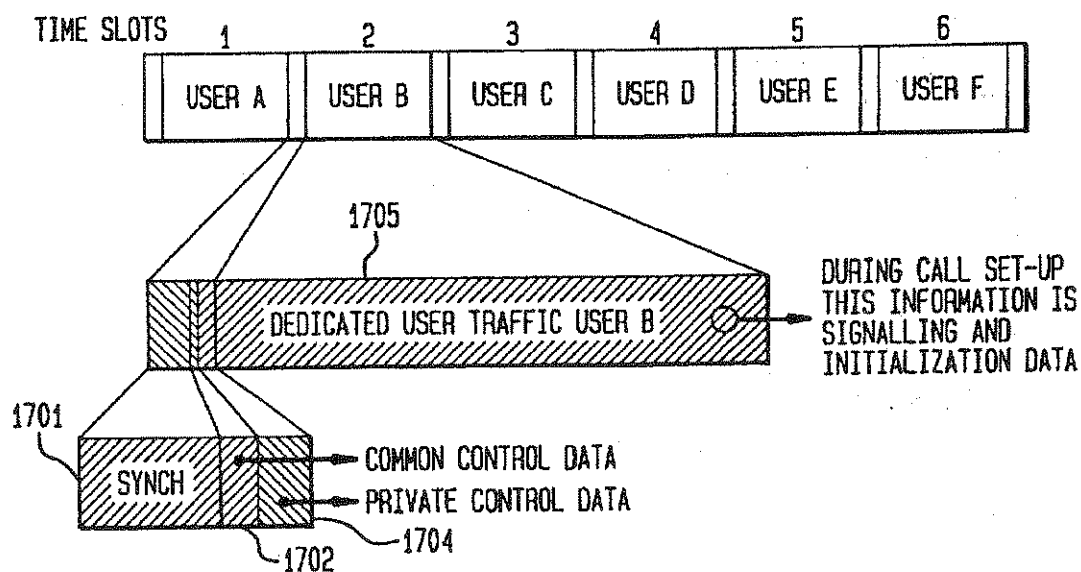 TIME SLOTS 1 2 3 4 5 6
USER A USER B USER C USER D USER E USER F
1705
DEDICATED USER TRAFFIC USER B
DURING CALL SET-UP
THIS INFORMATION IS
SIGNALLING AND
INITIALIZATION DATA
1701
SYNCH
COMMON CONTROL DATA
PRIVATE CONTROL DATA
1702
1704